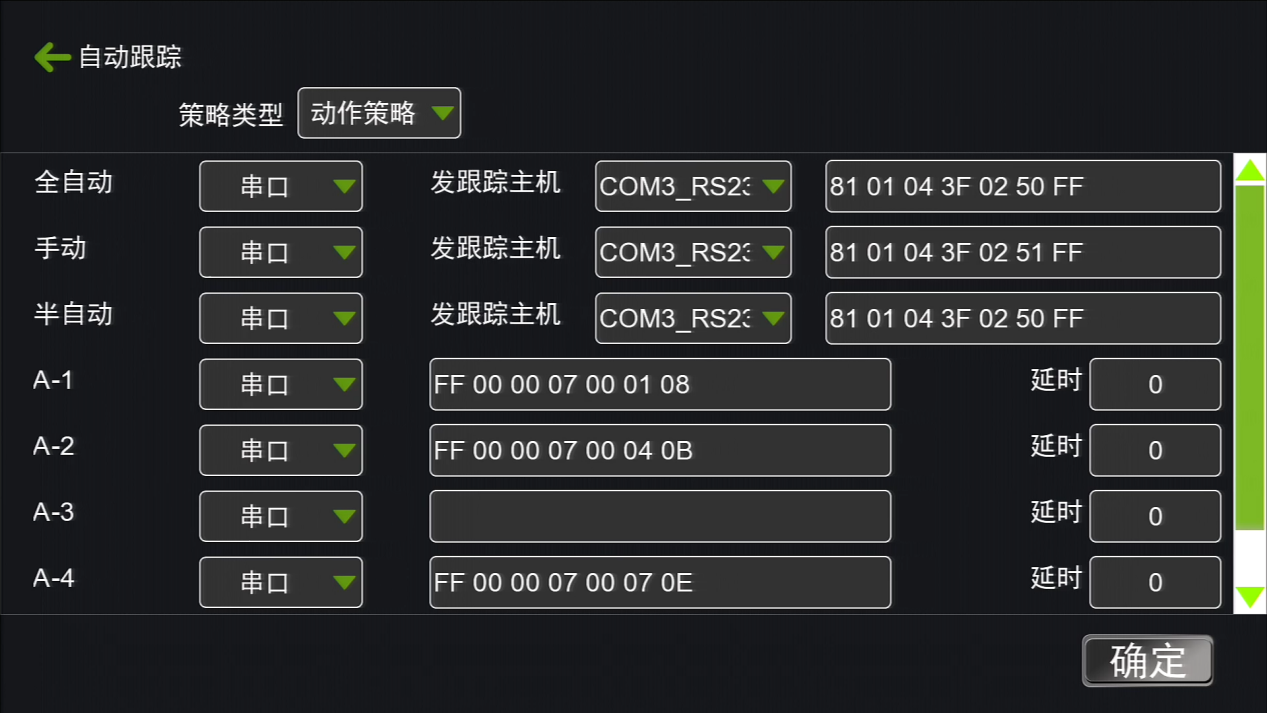 自动跟踪
策略类型 动作策略
全自动 串口 发跟踪主机 COM3_RS23 81 01 04 3F 02 50 FF
手动 串口 发跟踪主机 COM3_RS23 81 01 04 3F 02 51 FF
半自动 串口 发跟踪主机 COM3_RS23 81 01 04 3F 02 50 FF
A-1 串口 FF 00 00 07 00 01 08 延时 0
A-2 串口 FF 00 00 07 00 04 0B 延时 0
A-3 串口 延时 0
A-4 串口 FF 00 00 07 00 07 0E 延时 0
确定